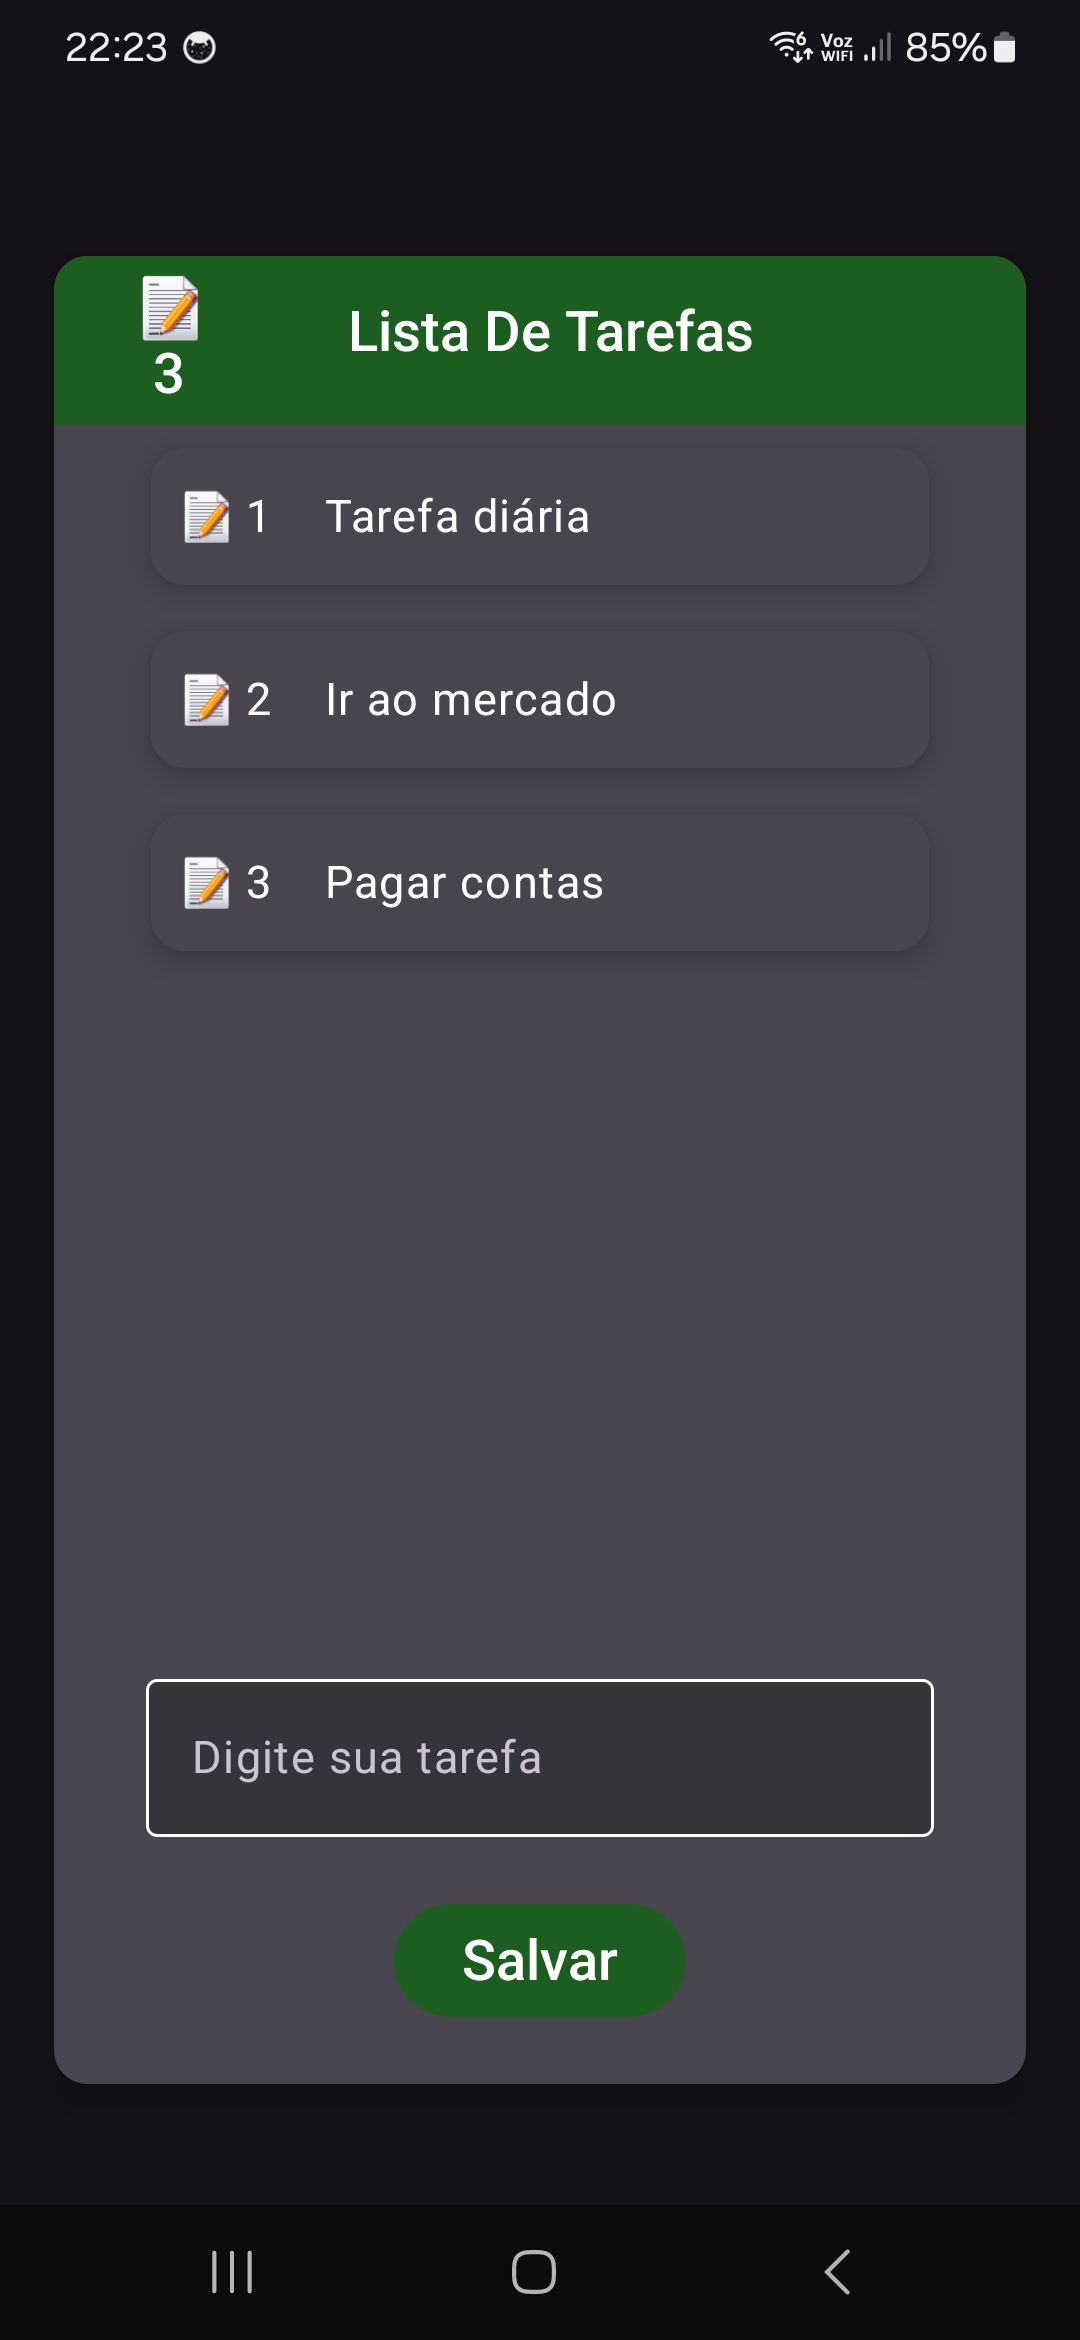 22:23
6 Voz WIFI 85%
📝 3
Lista De Tarefas
📝 1 Tarefa diária
📝 2 Ir ao mercado
📝 3 Pagar contas
Digite sua tarefa
Salvar